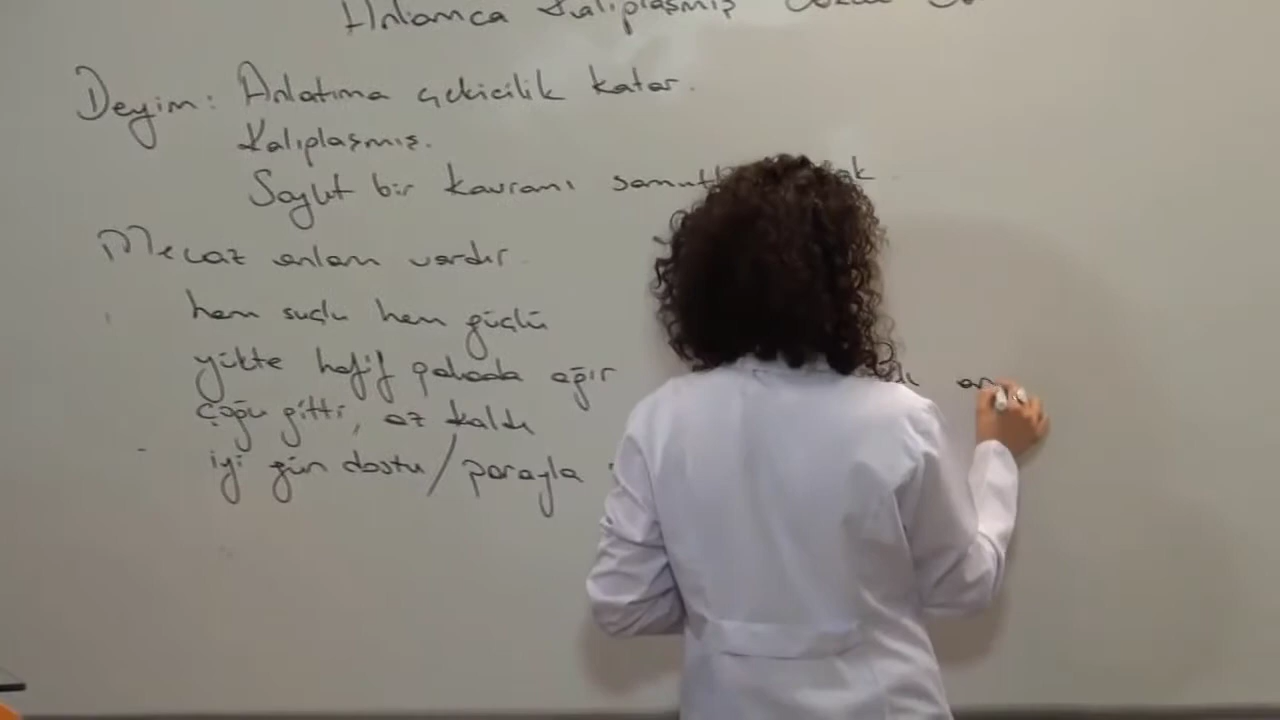 Anlamca Kalıplaşmış
Deyim: Anlatıma çekicilik katar.
Kalıplaşmış.
Soyut bir kavramı
Mecaz anlam vardır
hem suçlu hem güçlü
yükte hafif pahada ağır
çoğu gitti, az kaldı
iyi gün dostu / parayla